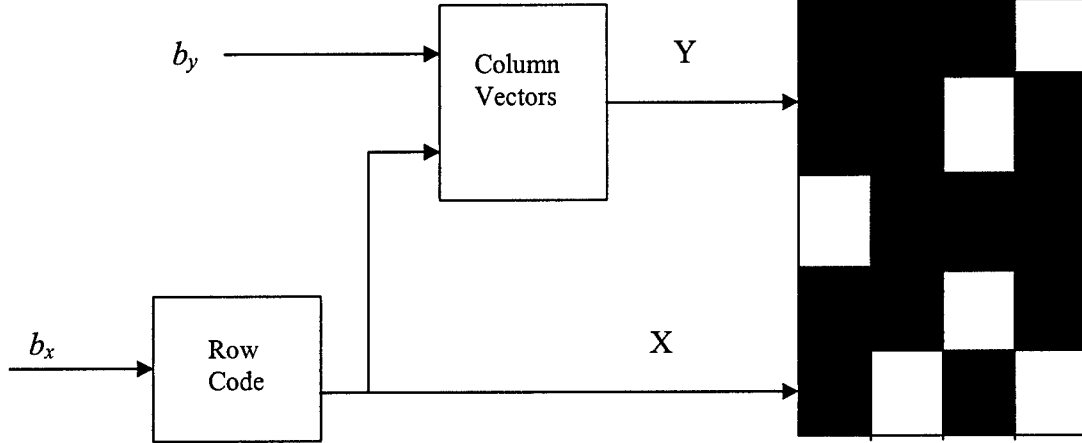 b_y
Column
Vectors
Y
b_x
Row
Code
X